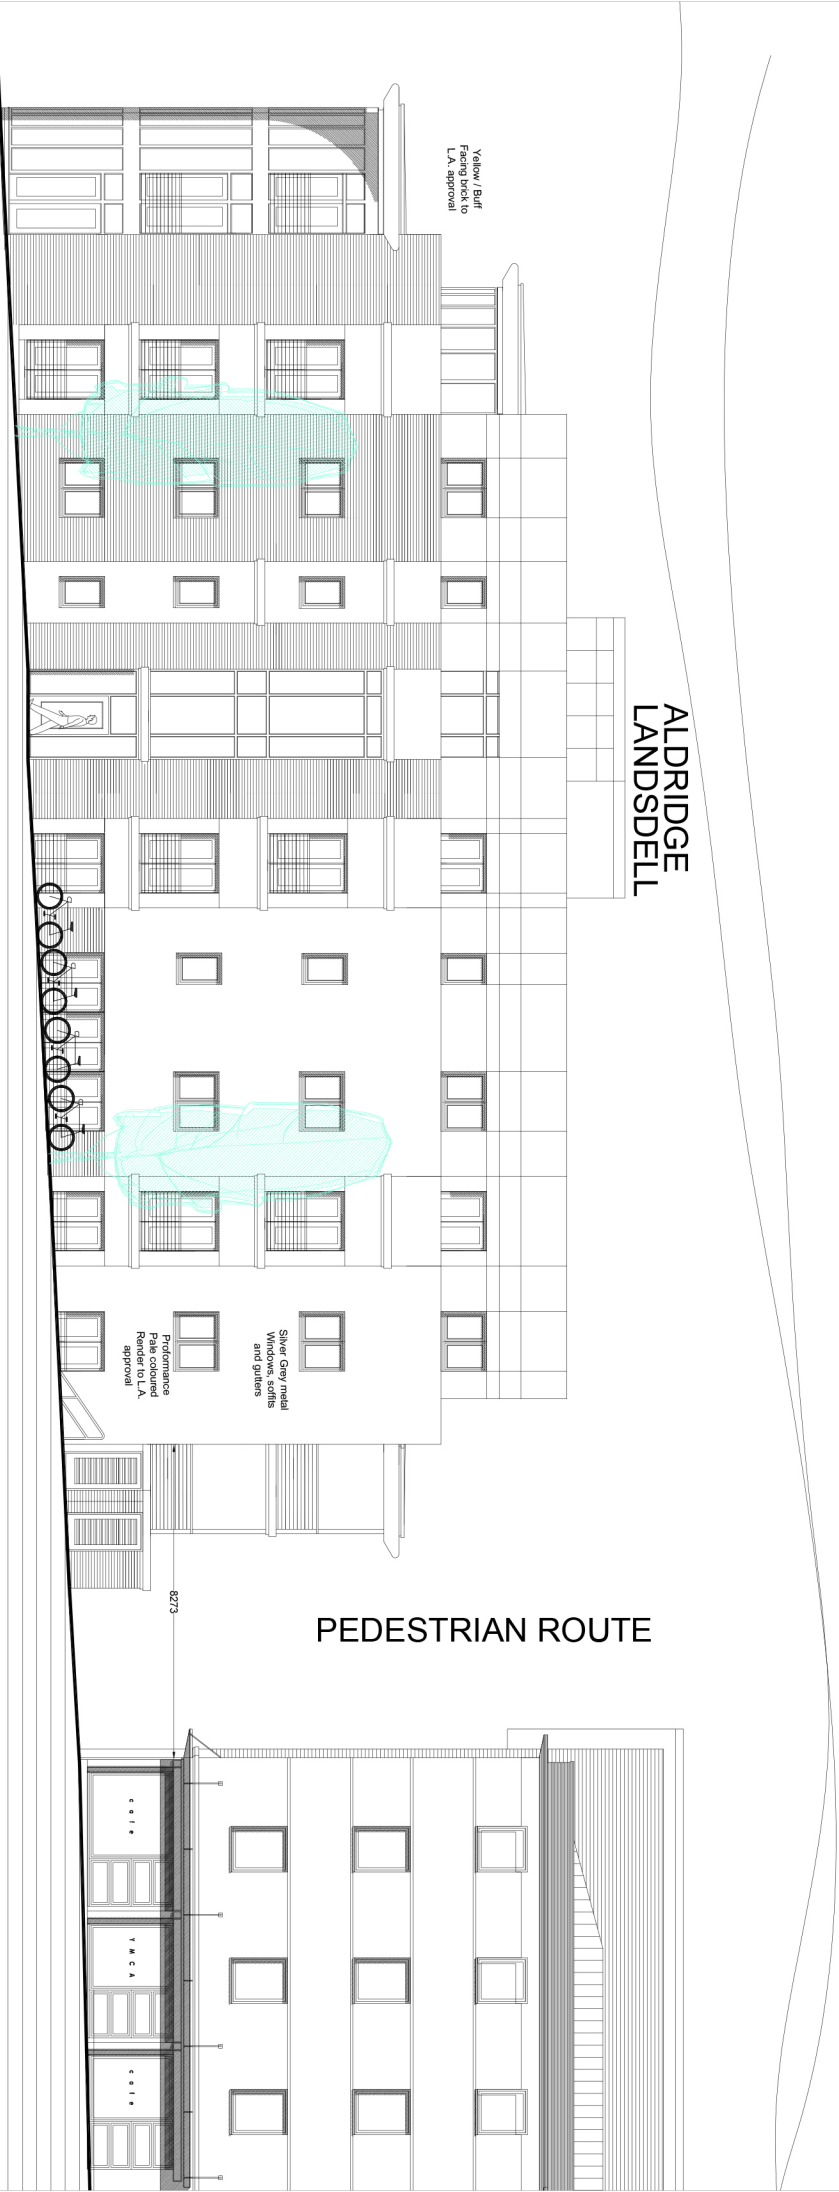 Yellow / Buff
Facing brick to
L.A. approval
ALDRIDGE
LANDSDELL
Silver Grey metal
Windows, soffits
and gutters
Proformance
Pale coloured
Render to L.A.
approval
8273
PEDESTRIAN ROUTE
cafe
YMCA
cafe